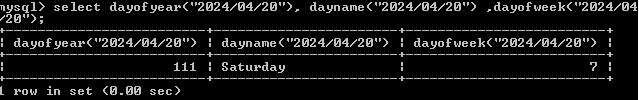 mysql> select dayofyear("2024/04/20"), dayname("2024/04/20") ,dayofweek("2024/04
/20");
+-------------------------+-----------------------+-------------------------+
| dayofyear("2024/04/20") | dayname("2024/04/20") | dayofweek("2024/04/20") |
+-------------------------+-----------------------+-------------------------+
| 111 | Saturday | 7 |
+-------------------------+-----------------------+-------------------------+
1 row in set (0.00 sec)